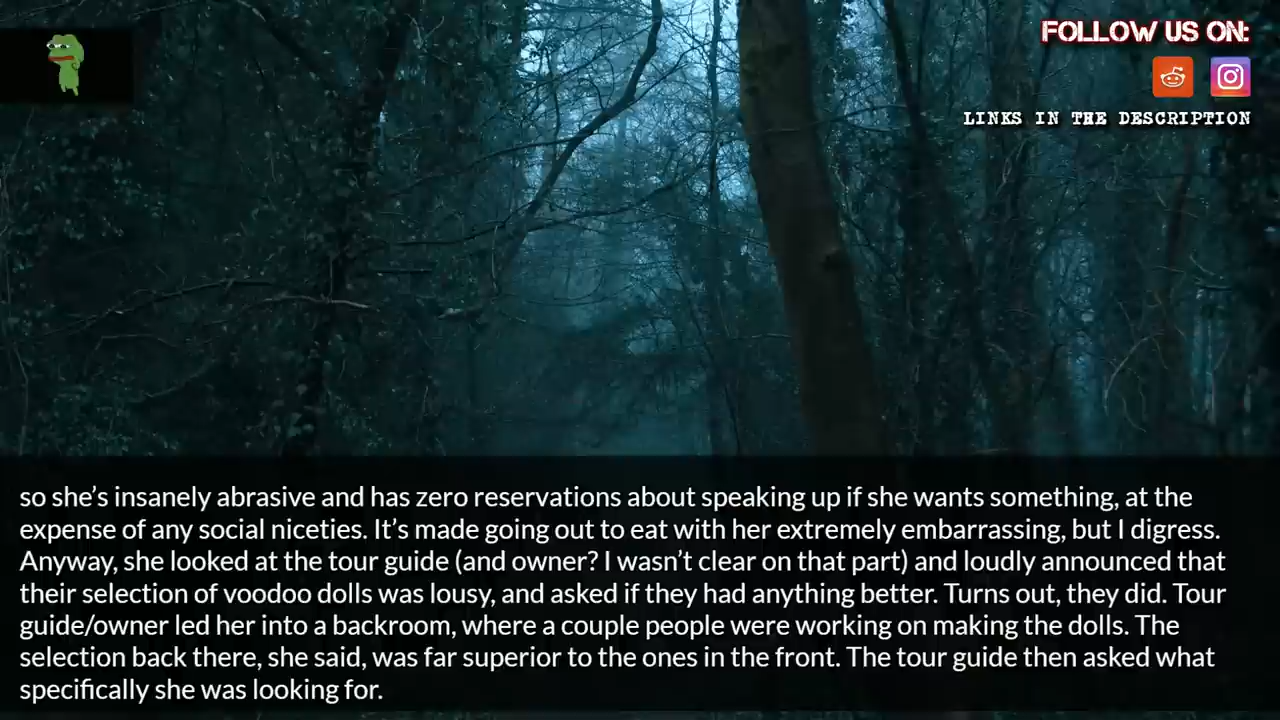 FOLLOW US ON:
LINKS IN THE DESCRIPTION
so she’s insanely abrasive and has zero reservations about speaking up if she wants something, at the
expense of any social niceties. It’s made going out to eat with her extremely embarrassing, but I digress.
Anyway, she looked at the tour guide (and owner? I wasn’t clear on that part) and loudly announced that
their selection of voodoo dolls was lousy, and asked if they had anything better. Turns out, they did. Tour
guide/owner led her into a backroom, where a couple people were working on making the dolls. The
selection back there, she said, was far superior to the ones in the front. The tour guide then asked what
specifically she was looking for.